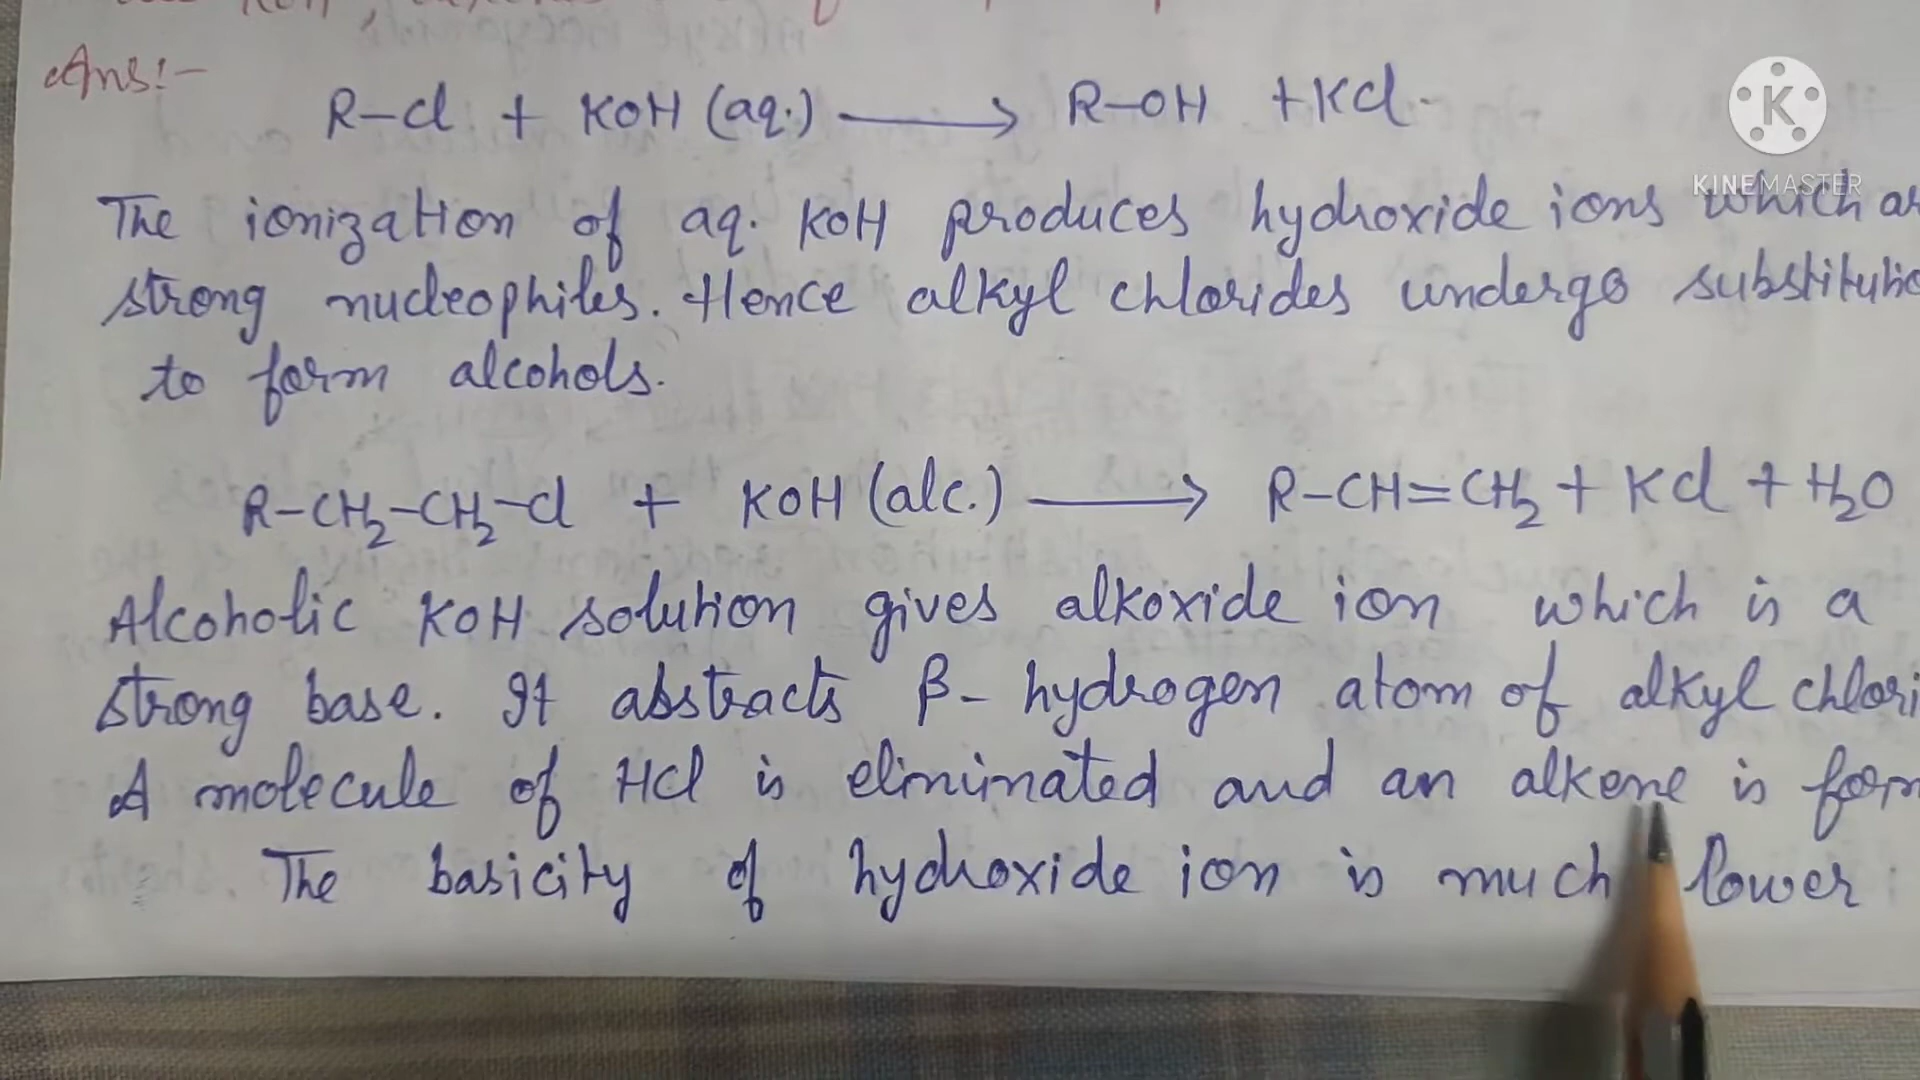 Ans:-
R-Cl + KOH (aq.) ⟶ R-OH + KCl.
KINEMASTER
The ionization of aq. KOH produces hydroxide ions which
strong nucleophiles. Hence alkyl chlorides undergo
to form alcohols.
R-CH₂-CH₂-Cl + KOH (alc.) ⟶ R-CH=CH₂ + KCl + H₂O
Alcoholic KOH solution gives alkoxide ion which is a
strong base. It abstracts β- hydrogen atom of alkyl
A molecule of HCl is eliminated and an alkene is
The basicity of hydroxide ion is much lower